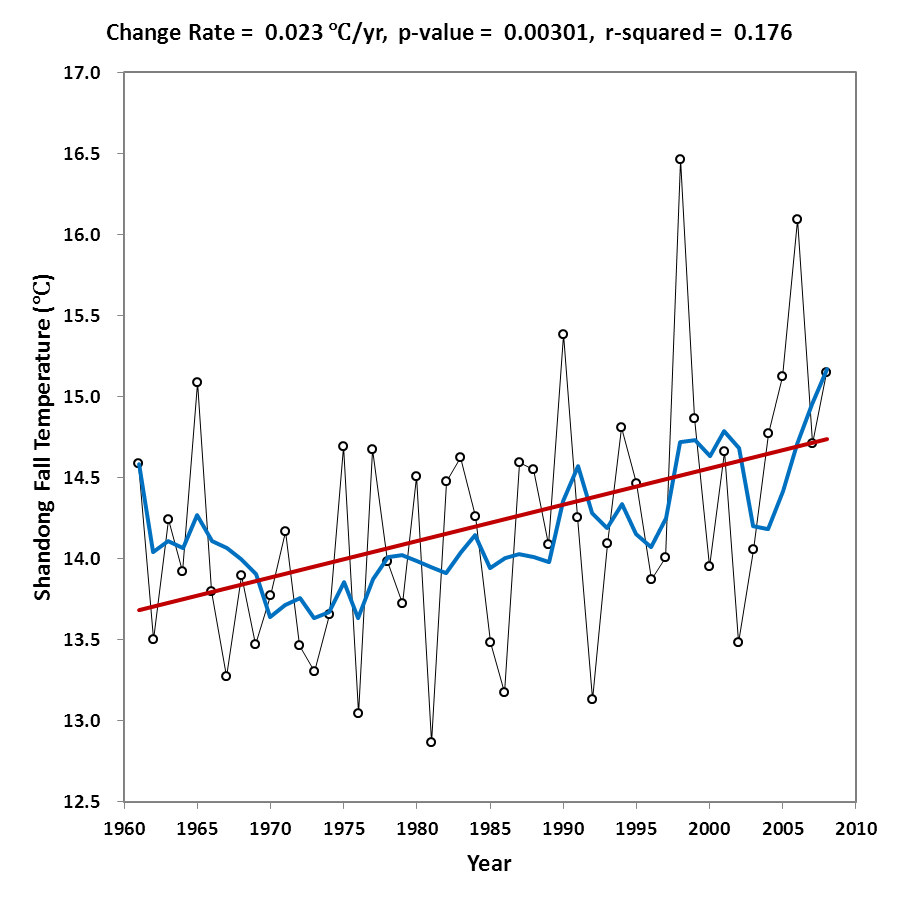 Change Rate = 0.023 ℃/yr, p-value = 0.00301, r-squared = 0.176
17.0
16.5
16.0
15.5
15.0
14.5
14.0
13.5
13.0
12.5
Shandong Fall Temperature (℃)
1960 1965 1970 1975 1980 1985 1990 1995 2000 2005 2010
Year